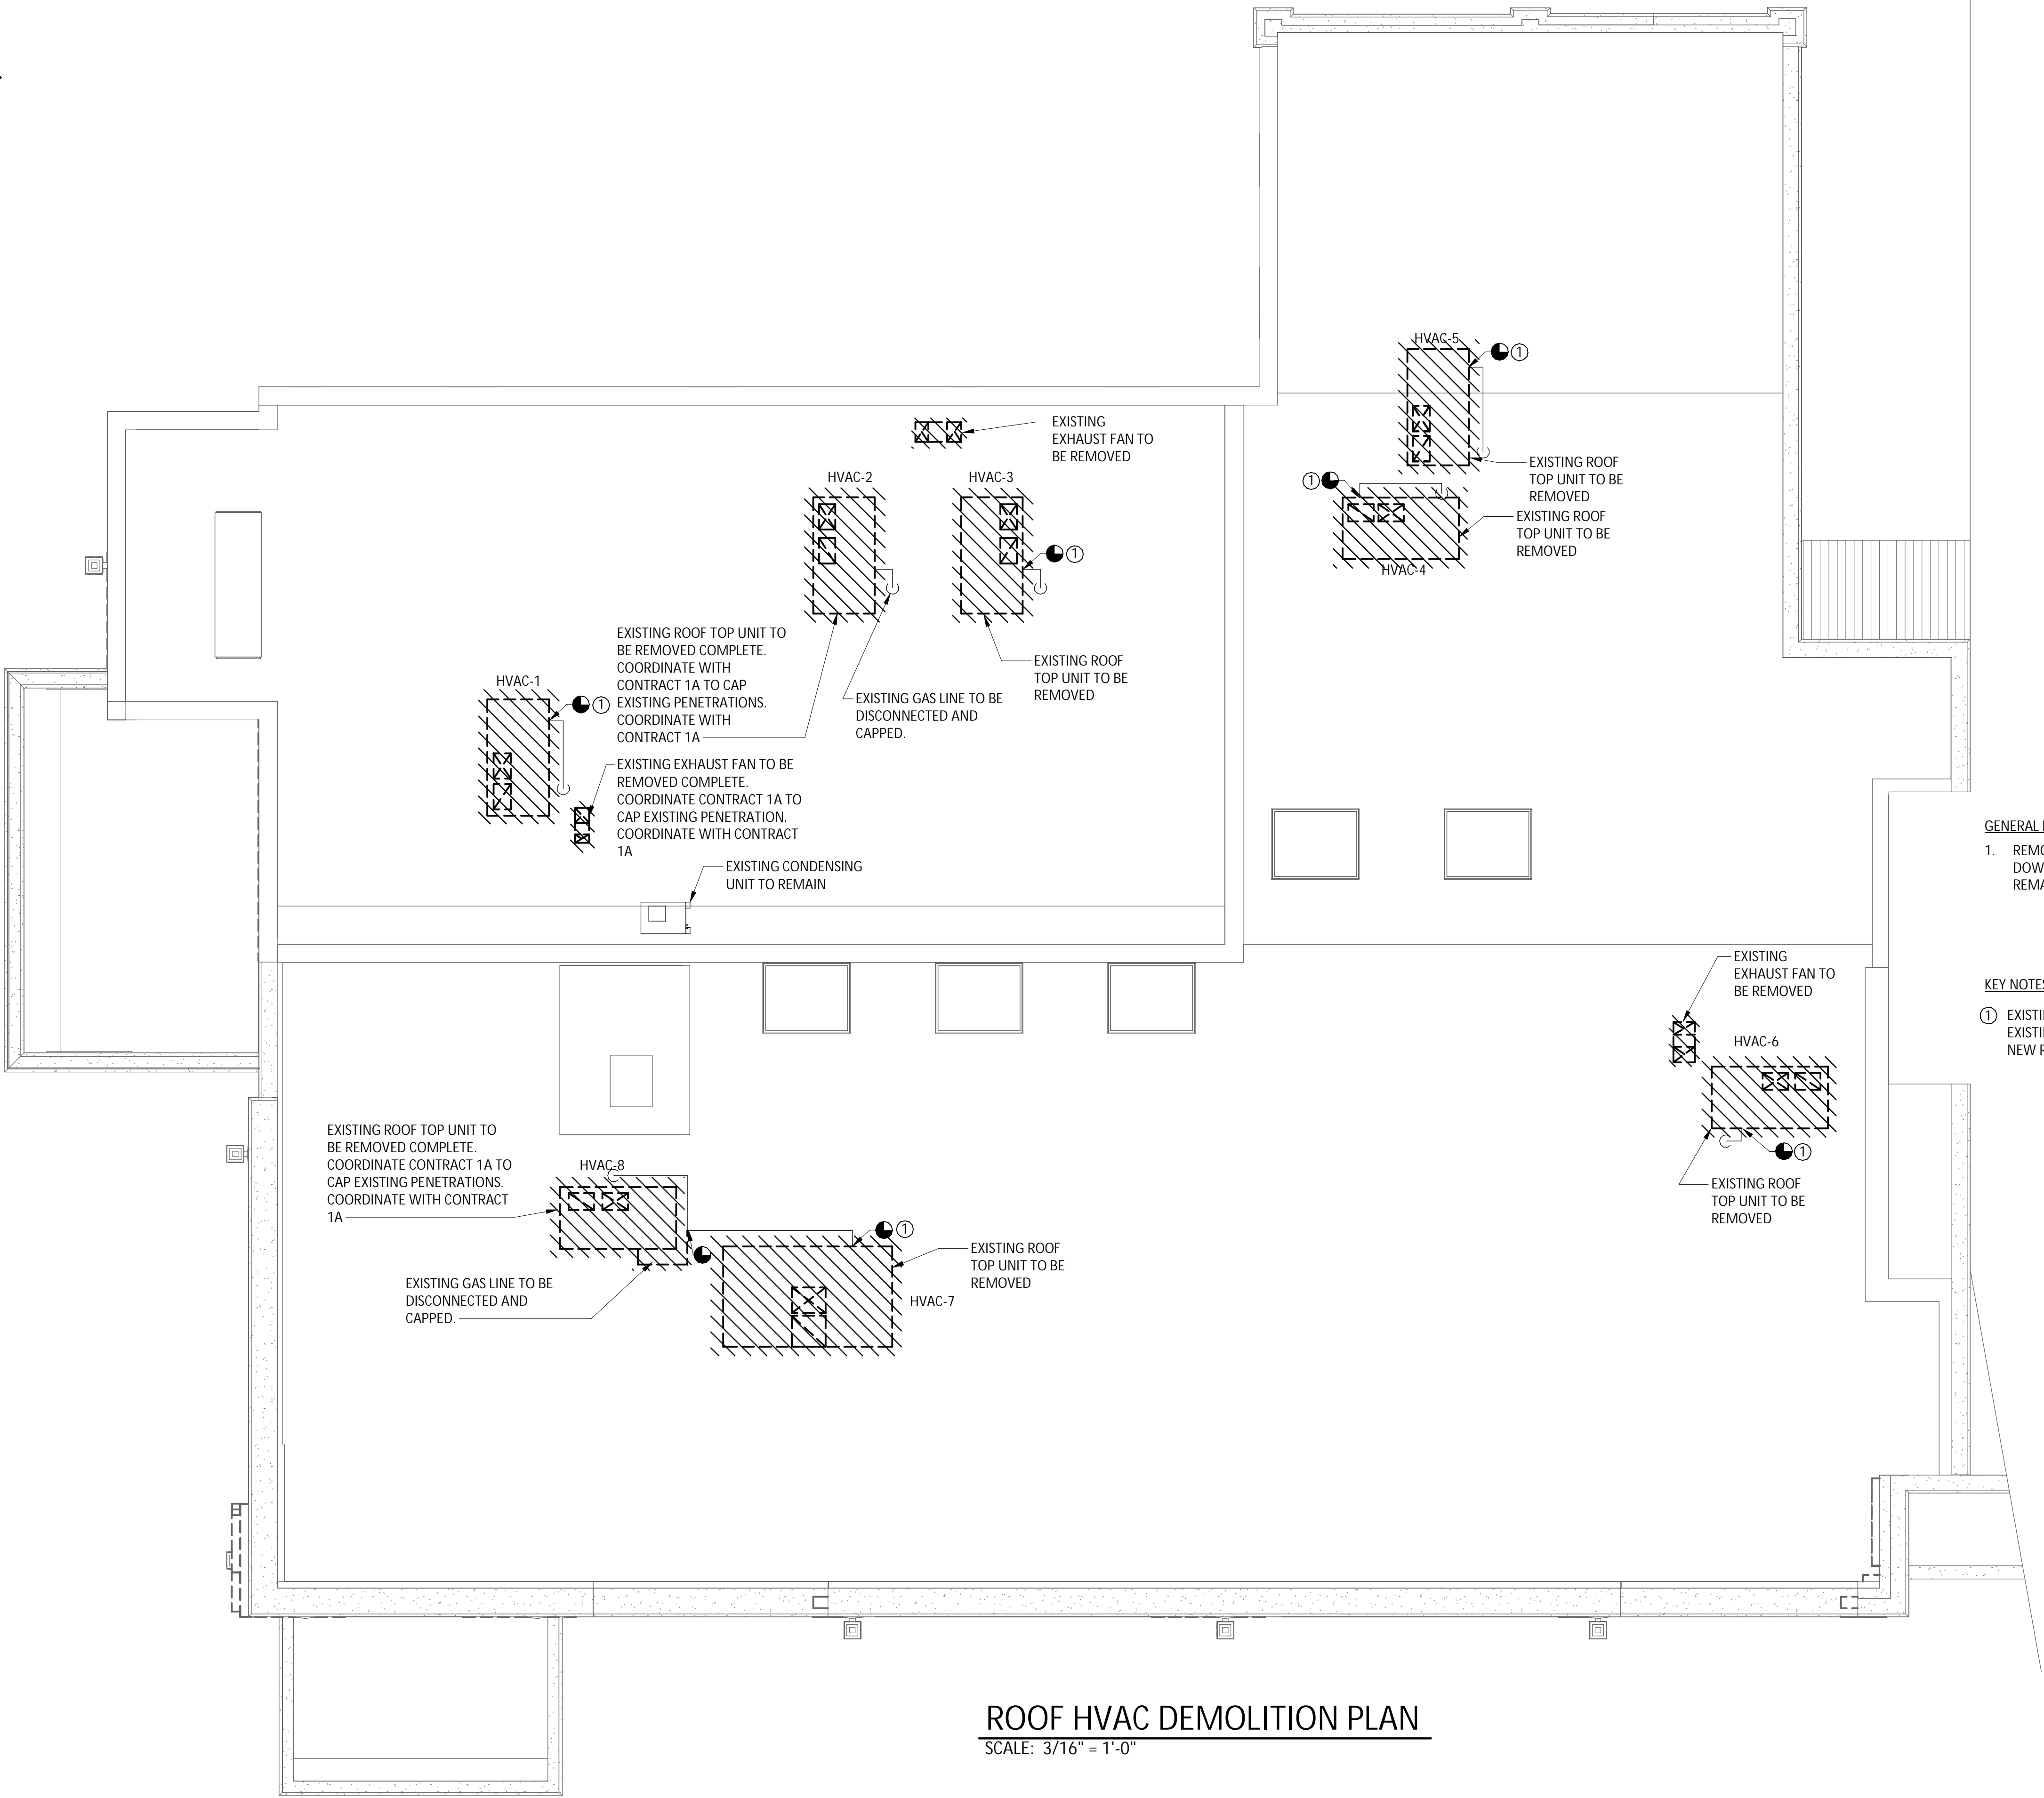 HVAC-5
1
EXISTING
EXHAUST FAN TO
BE REMOVED
EXISTING ROOF
TOP UNIT TO BE
REMOVED
HVAC-2
HVAC-3
1
EXISTING ROOF
TOP UNIT TO BE
REMOVED
HVAC-4
1
EXISTING ROOF TOP UNIT TO
BE REMOVED COMPLETE.
COORDINATE WITH
CONTRACT 1A TO CAP
EXISTING PENETRATIONS.
COORDINATE WITH
CONTRACT 1A
EXISTING ROOF
TOP UNIT TO BE
REMOVED
HVAC-1
1
EXISTING GAS LINE TO BE
DISCONNECTED AND
CAPPED.
EXISTING EXHAUST FAN TO BE
REMOVED COMPLETE.
COORDINATE CONTRACT 1A TO
CAP EXISTING PENETRATION.
COORDINATE WITH CONTRACT
1A
EXISTING CONDENSING
UNIT TO REMAIN
GENERAL
1. REMO
DOW
REMA
EXISTING
EXHAUST FAN TO
BE REMOVED
KEY NOTES
1 EXISTI
EXISTI
NEW R
HVAC-6
1
EXISTING ROOF
TOP UNIT TO BE
REMOVED
EXISTING ROOF TOP UNIT TO
BE REMOVED COMPLETE.
COORDINATE CONTRACT 1A TO
CAP EXISTING PENETRATIONS.
COORDINATE WITH CONTRACT
1A
HVAC-8
1
EXISTING ROOF
TOP UNIT TO BE
REMOVED
EXISTING GAS LINE TO BE
DISCONNECTED AND
CAPPED.
HVAC-7
ROOF HVAC DEMOLITION PLAN
SCALE: 3/16" = 1'-0"